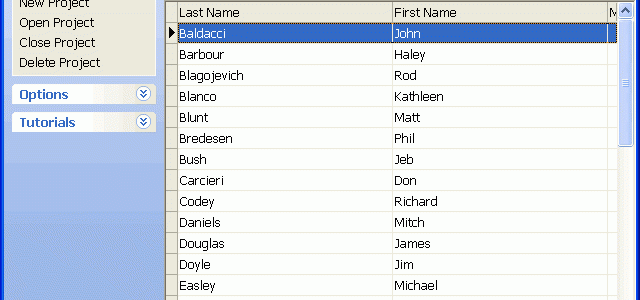 New Project
Open Project
Close Project
Delete Project
Options
Tutorials
Last Name First Name M
Baldacci John
Barbour Haley
Blagojevich Rod
Blanco Kathleen
Blunt Matt
Bredesen Phil
Bush Jeb
Carcieri Don
Codey Richard
Daniels Mitch
Douglas James
Doyle Jim
Easley Michael